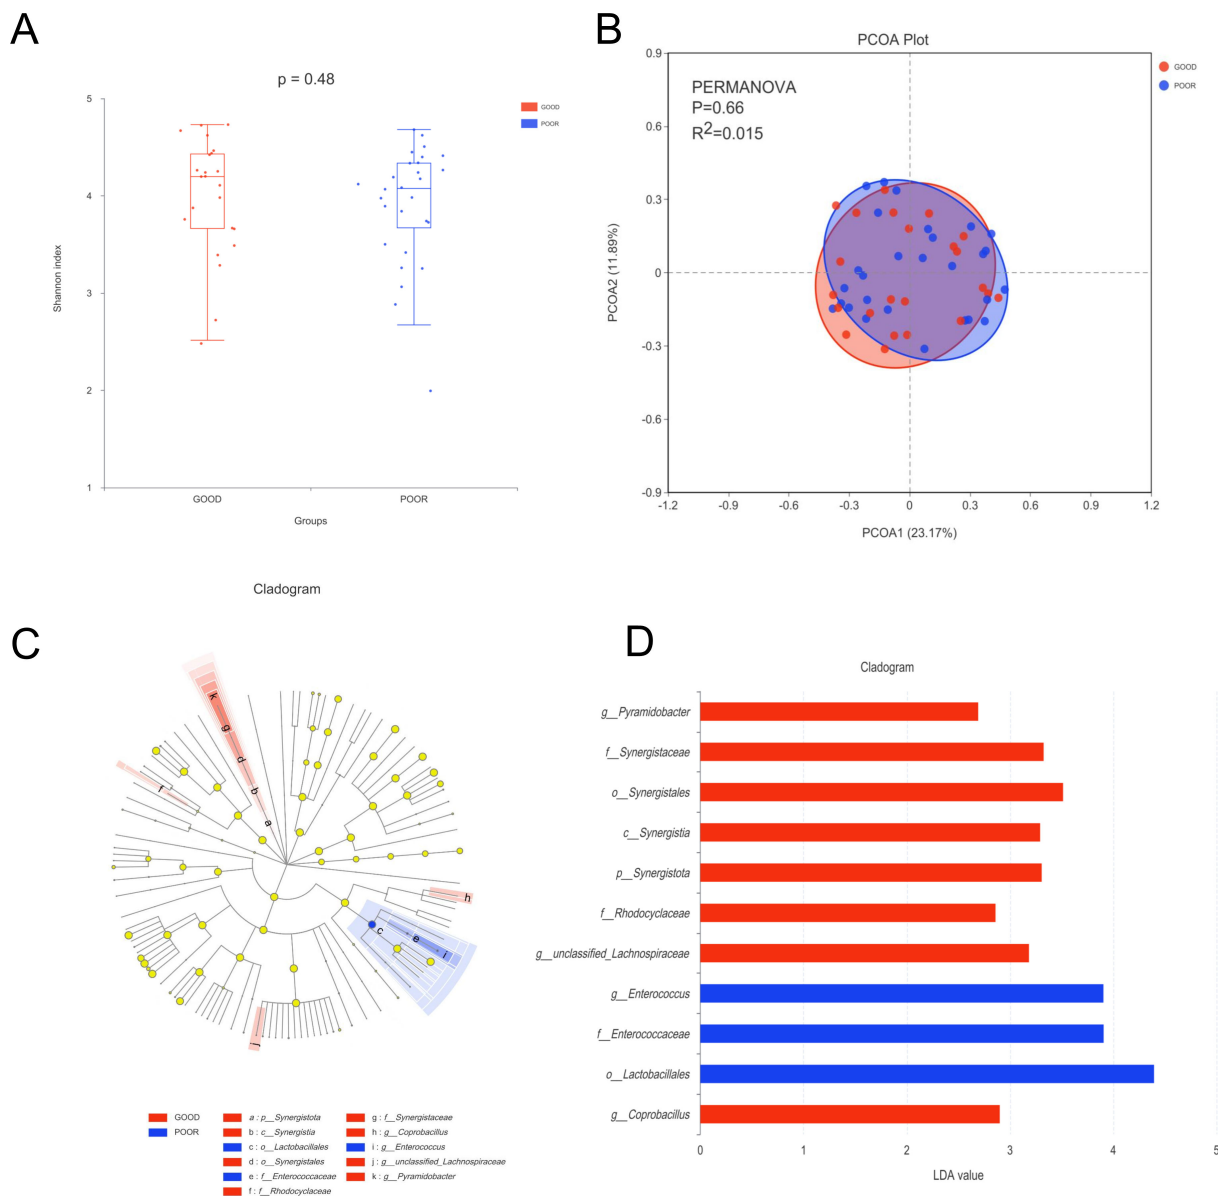 A
p = 0.48
5
4
3
2
1
Shannon index
GOOD
POOR
Groups
GOOD
POOR
B
PCOA Plot
PERMANOVA
P=0.66
R²=0.015
0.9
0.6
0.3
0
-0.3
-0.6
-0.9
PCOA2 (11.89%)
-1.2 -0.9 -0.6 -0.3 0 0.3 0.6 0.9 1.2
PCOA1 (23.17%)
GOOD
POOR
Cladogram
C
k
g
d
b
a
f
h
c
e
i
j
GOOD
POOR
a : p__Synergistota
b : c__Synergistia
c : o__Lactobacillales
d : o__Synergistales
e : f__Enterococcaceae
f : f__Rhodocyclaceae
g : f__Synergistaceae
h : g__Coprobacillus
i : g__Enterococcus
j : g__unclassified_Lachnospiraceae
k : g__Pyramidobacter
D
Cladogram
g__Pyramidobacter
f__Synergistaceae
o__Synergistales
c__Synergistia
p__Synergistota
f__Rhodocyclaceae
g__unclassified_Lachnospiraceae
g__Enterococcus
f__Enterococcaceae
o__Lactobacillales
g__Coprobacillus
0 1 2 3 4 5
LDA value